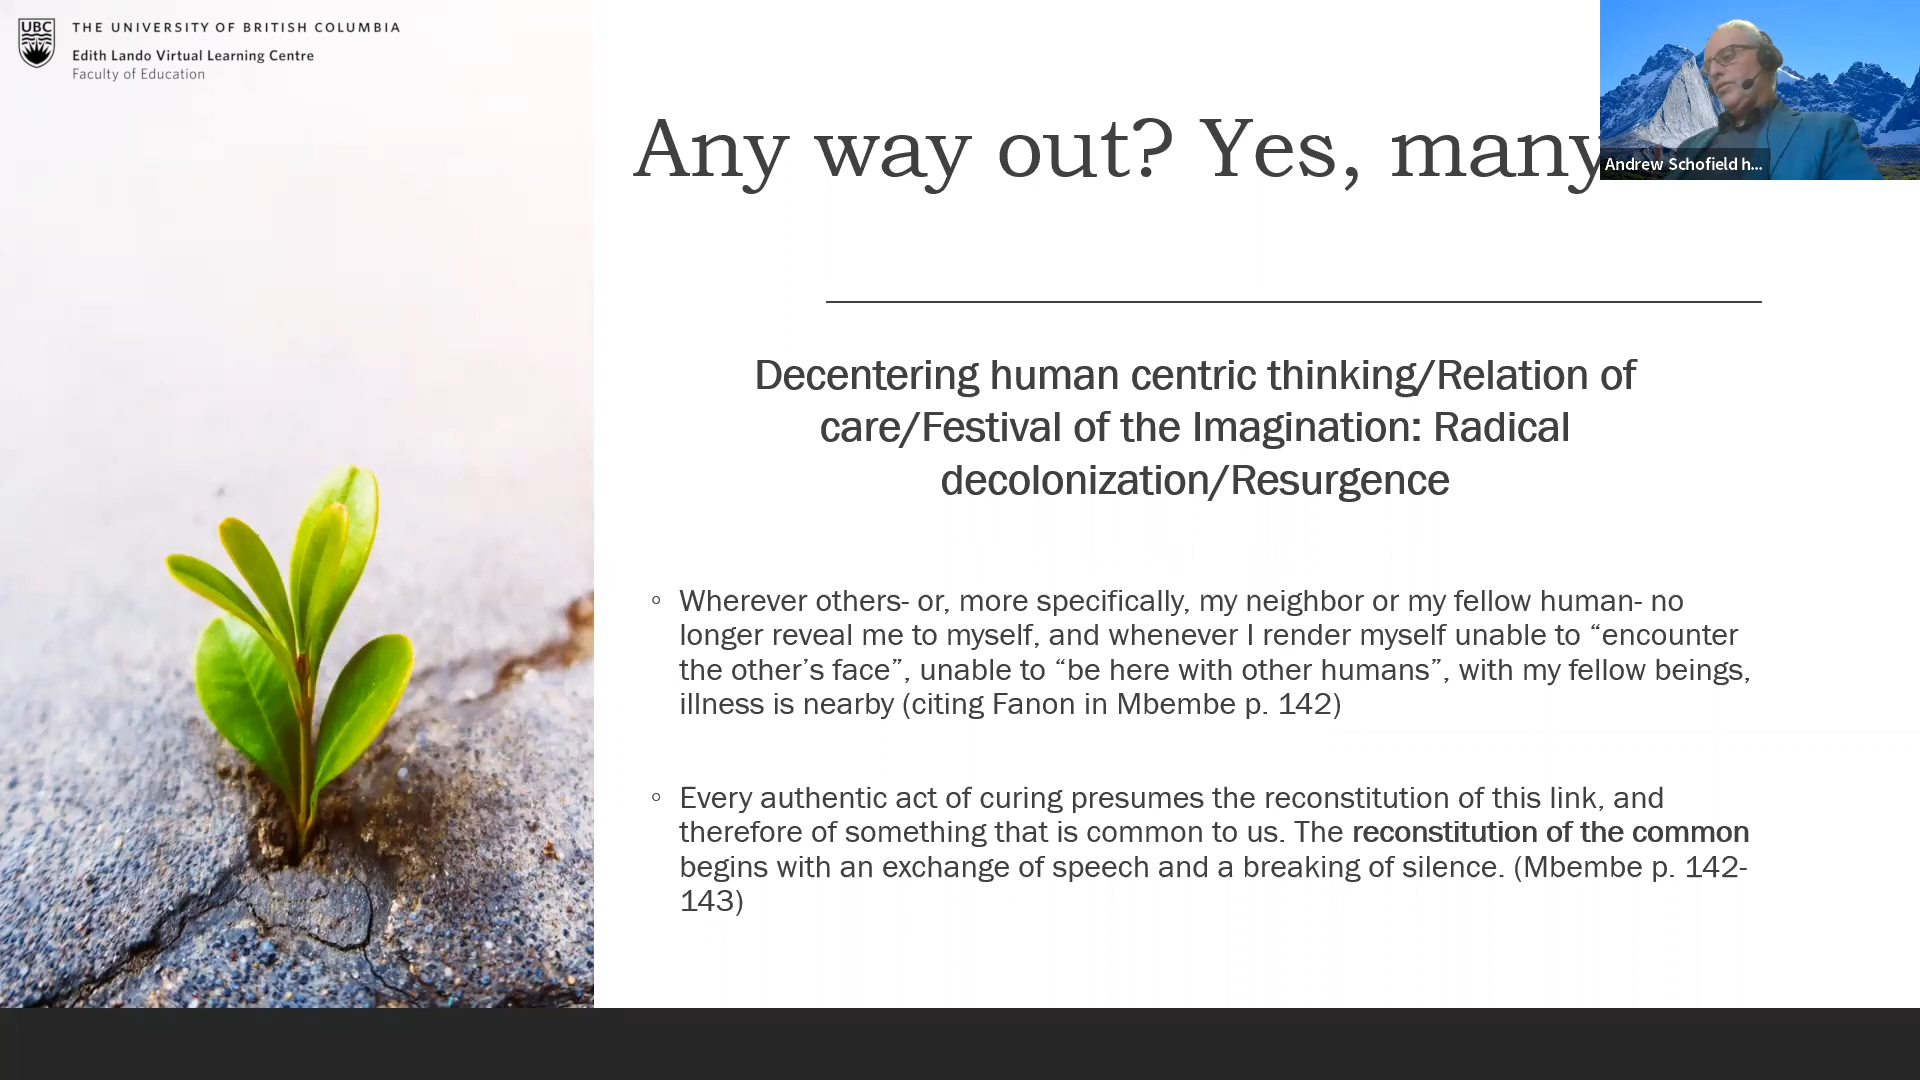 UBC
THE UNIVERSITY OF BRITISH COLUMBIA
Edith Lando Virtual Learning Centre
Faculty of Education
Any way out? Yes, many
Andrew Schofield h...
Decentering human centric thinking/Relation of
care/Festival of the Imagination: Radical
decolonization/Resurgence
◦ Wherever others- or, more specifically, my neighbor or my fellow human- no
longer reveal me to myself, and whenever I render myself unable to “encounter
the other’s face”, unable to “be here with other humans”, with my fellow beings,
illness is nearby (citing Fanon in Mbembe p. 142)
◦ Every authentic act of curing presumes the reconstitution of this link, and
therefore of something that is common to us. The reconstitution of the common
begins with an exchange of speech and a breaking of silence. (Mbembe p. 142-
143)